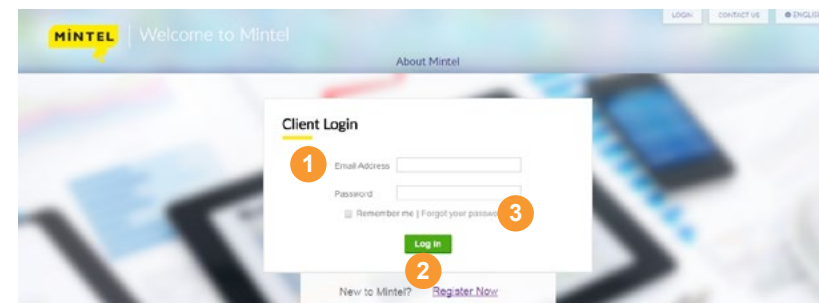 LOGIN CONTACT US ENGLISH
MINTEL Welcome to Mintel
About Mintel
Client Login
1 Email Address
Password
Remember me | Forgot your passwo 3
Log In
2
New to Mintel? Register Now